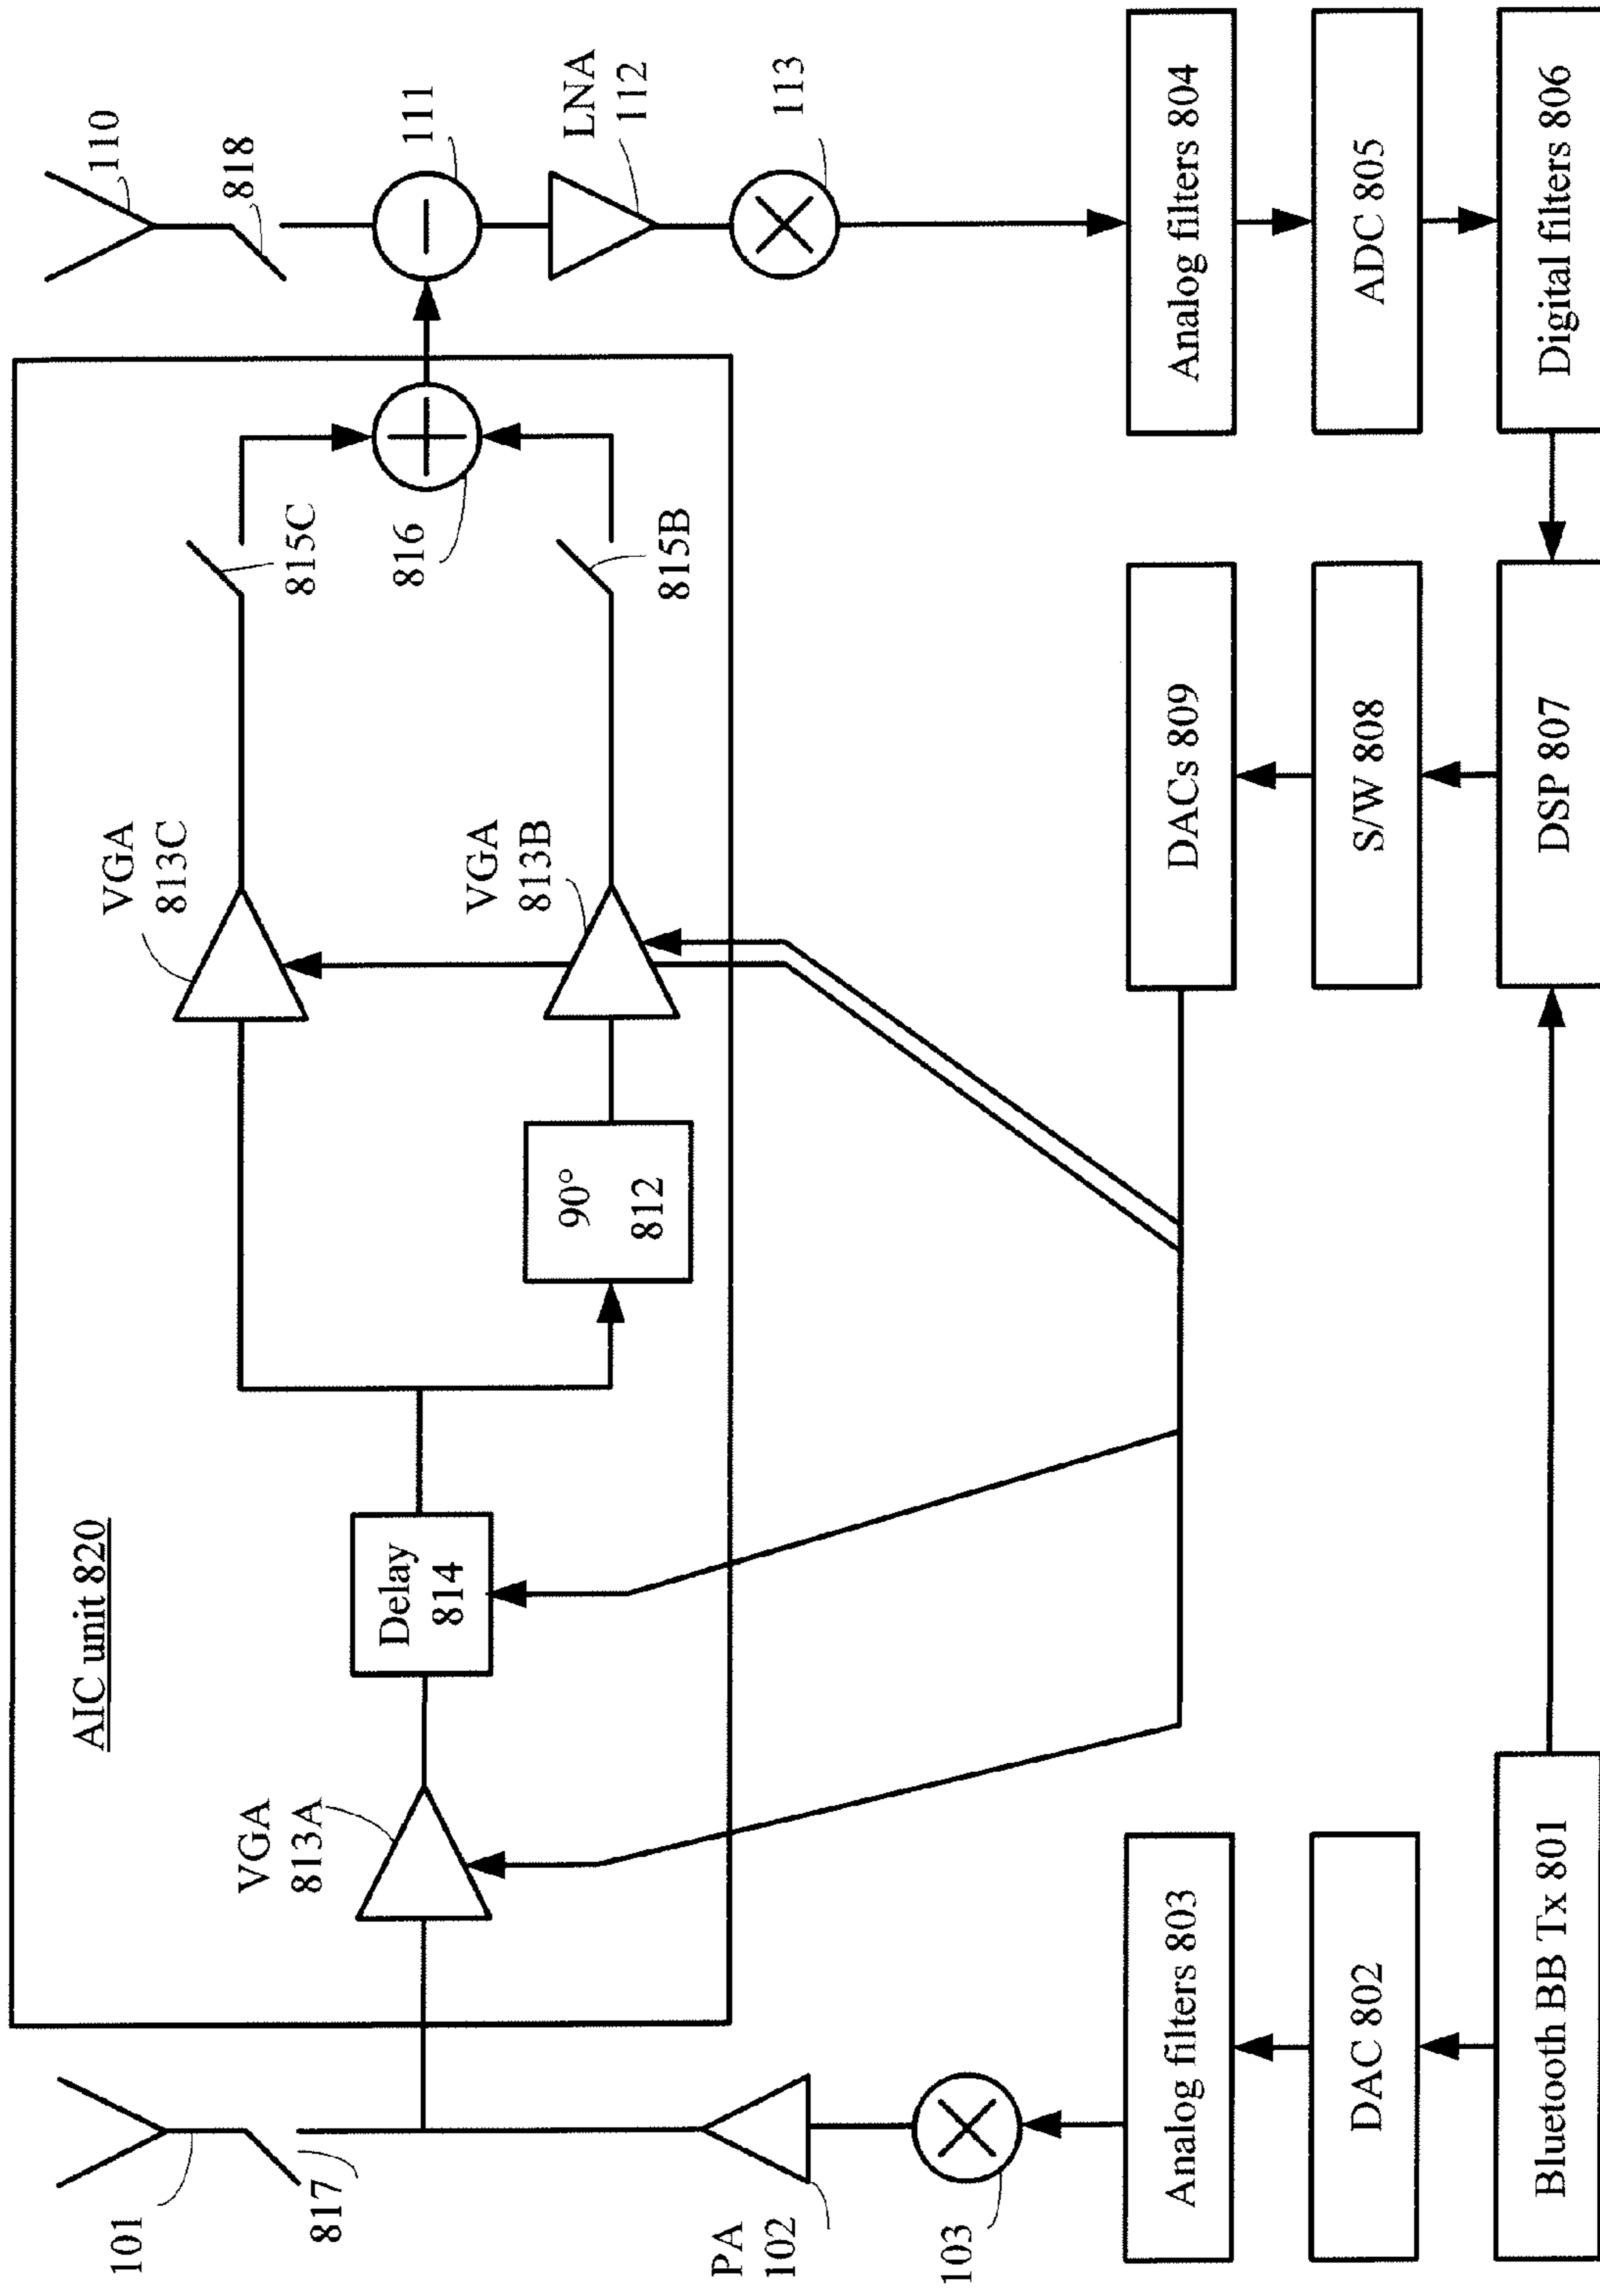 AIC unit 820
101
817
PA
102
103
Analog filters 803
DAC 802
Bluetooth BB Tx 801
VGA
813A
Delay
814
90°
812
VGA
813C
VGA
813B
815C
815B
816
110
818
111
LNA
112
113
Analog filters 804
ADC 805
Digital filters 806
DSP 807
S/W 808
DACs 809